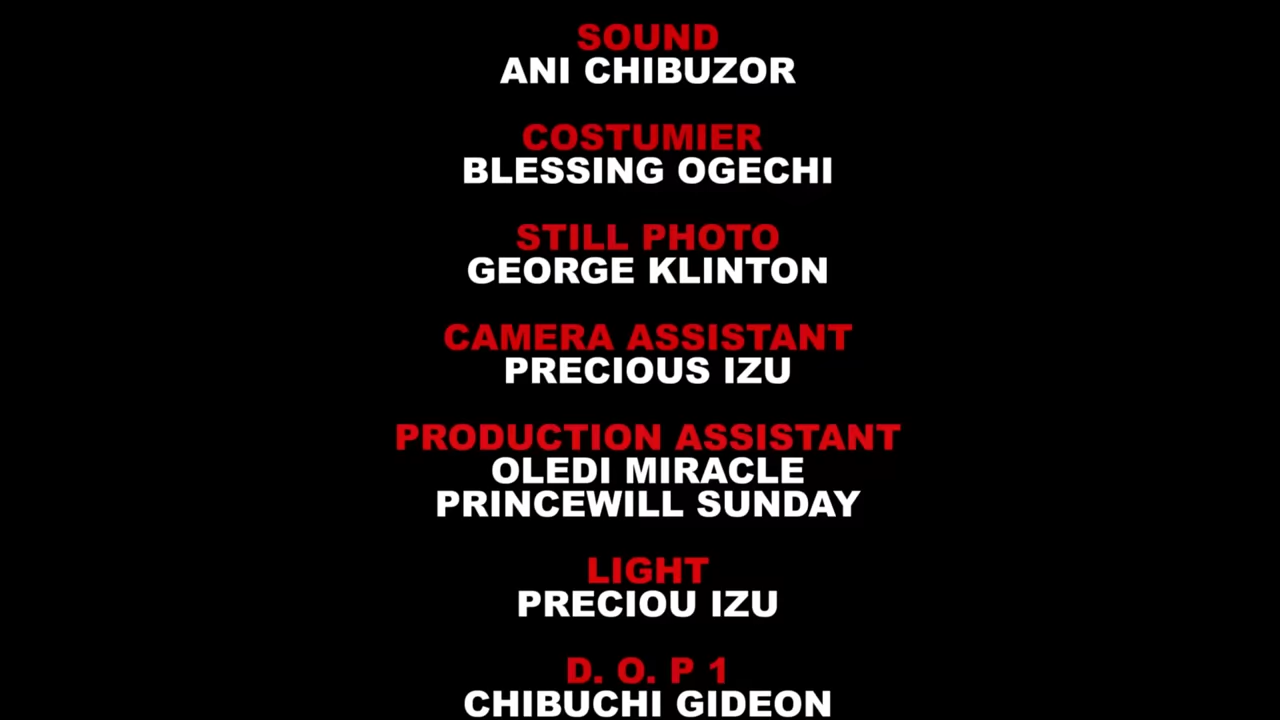 SOUND
ANI CHIBUZOR
COSTUMIER
BLESSING OGECHI
STILL PHOTO
GEORGE KLINTON
CAMERA ASSISTANT
PRECIOUS IZU
PRODUCTION ASSISTANT
OLEDI MIRACLE
PRINCEWILL SUNDAY
LIGHT
PRECIOU IZU
D. O. P 1
CHIBUCHI GIDEON